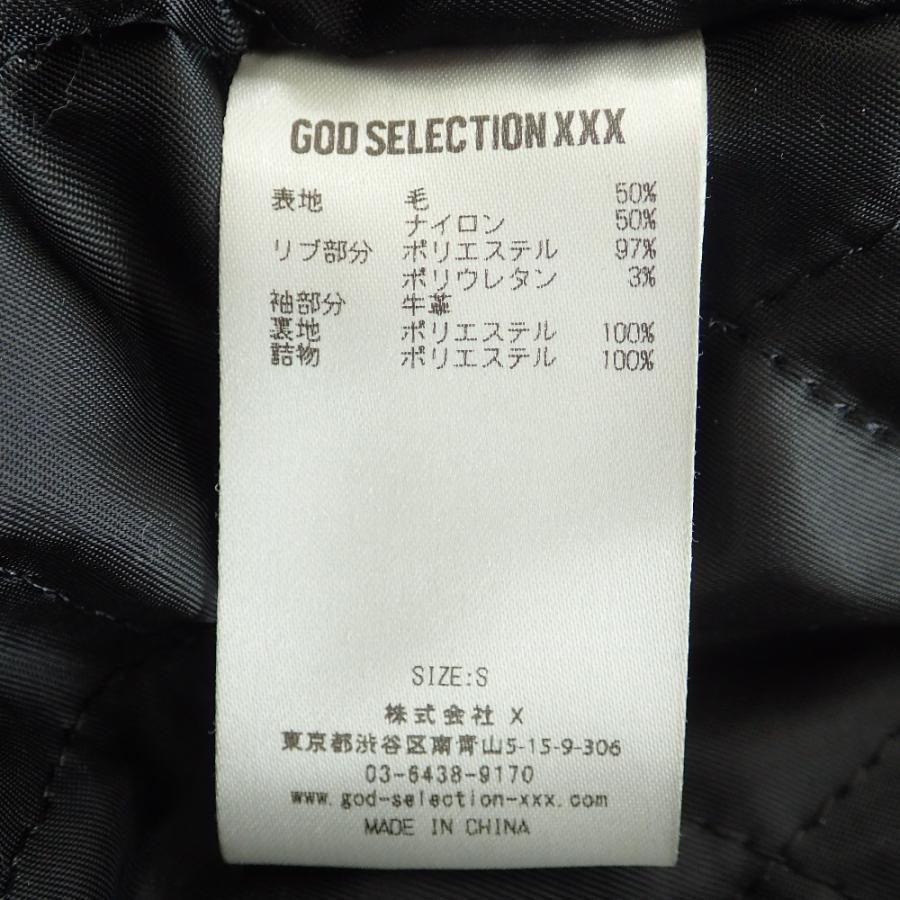 GOD SELECTION XXX
表地 毛 50%
ナイロン 50%
リブ部分 ポリエステル 97%
ポリウレタン 3%
袖部分 牛革
裏地 ポリエステル 100%
詰物 ポリエステル 100%
SIZE:S
株式会社 X
東京都渋谷区南青山5-15-9-306
03-6438-9170
www.god-selection-xxx.com
MADE IN CHINA